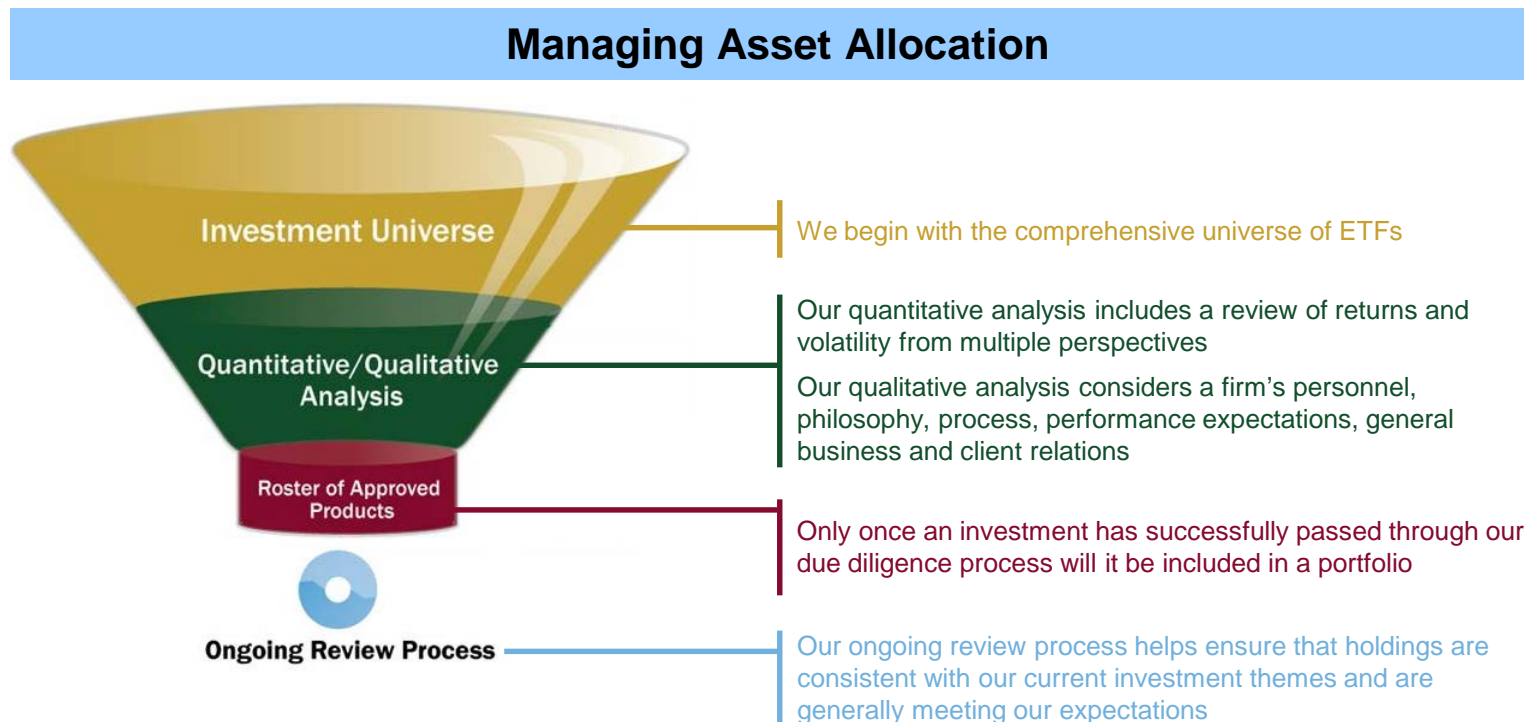 Managing Asset Allocation
Investment Universe
We begin with the comprehensive universe of ETFs
Quantitative/Qualitative
Analysis
Our quantitative analysis includes a review of returns and
volatility from multiple perspectives
Our qualitative analysis considers a firm's personnel,
philosophy, process, performance expectations, general
business and client relations
Roster of Approved
Products
Only once an investment has successfully passed through our
due diligence process will it be included in a portfolio
Ongoing Review Process
Our ongoing review process helps ensure that holdings are
consistent with our current investment themes and are
generally meeting our expectations